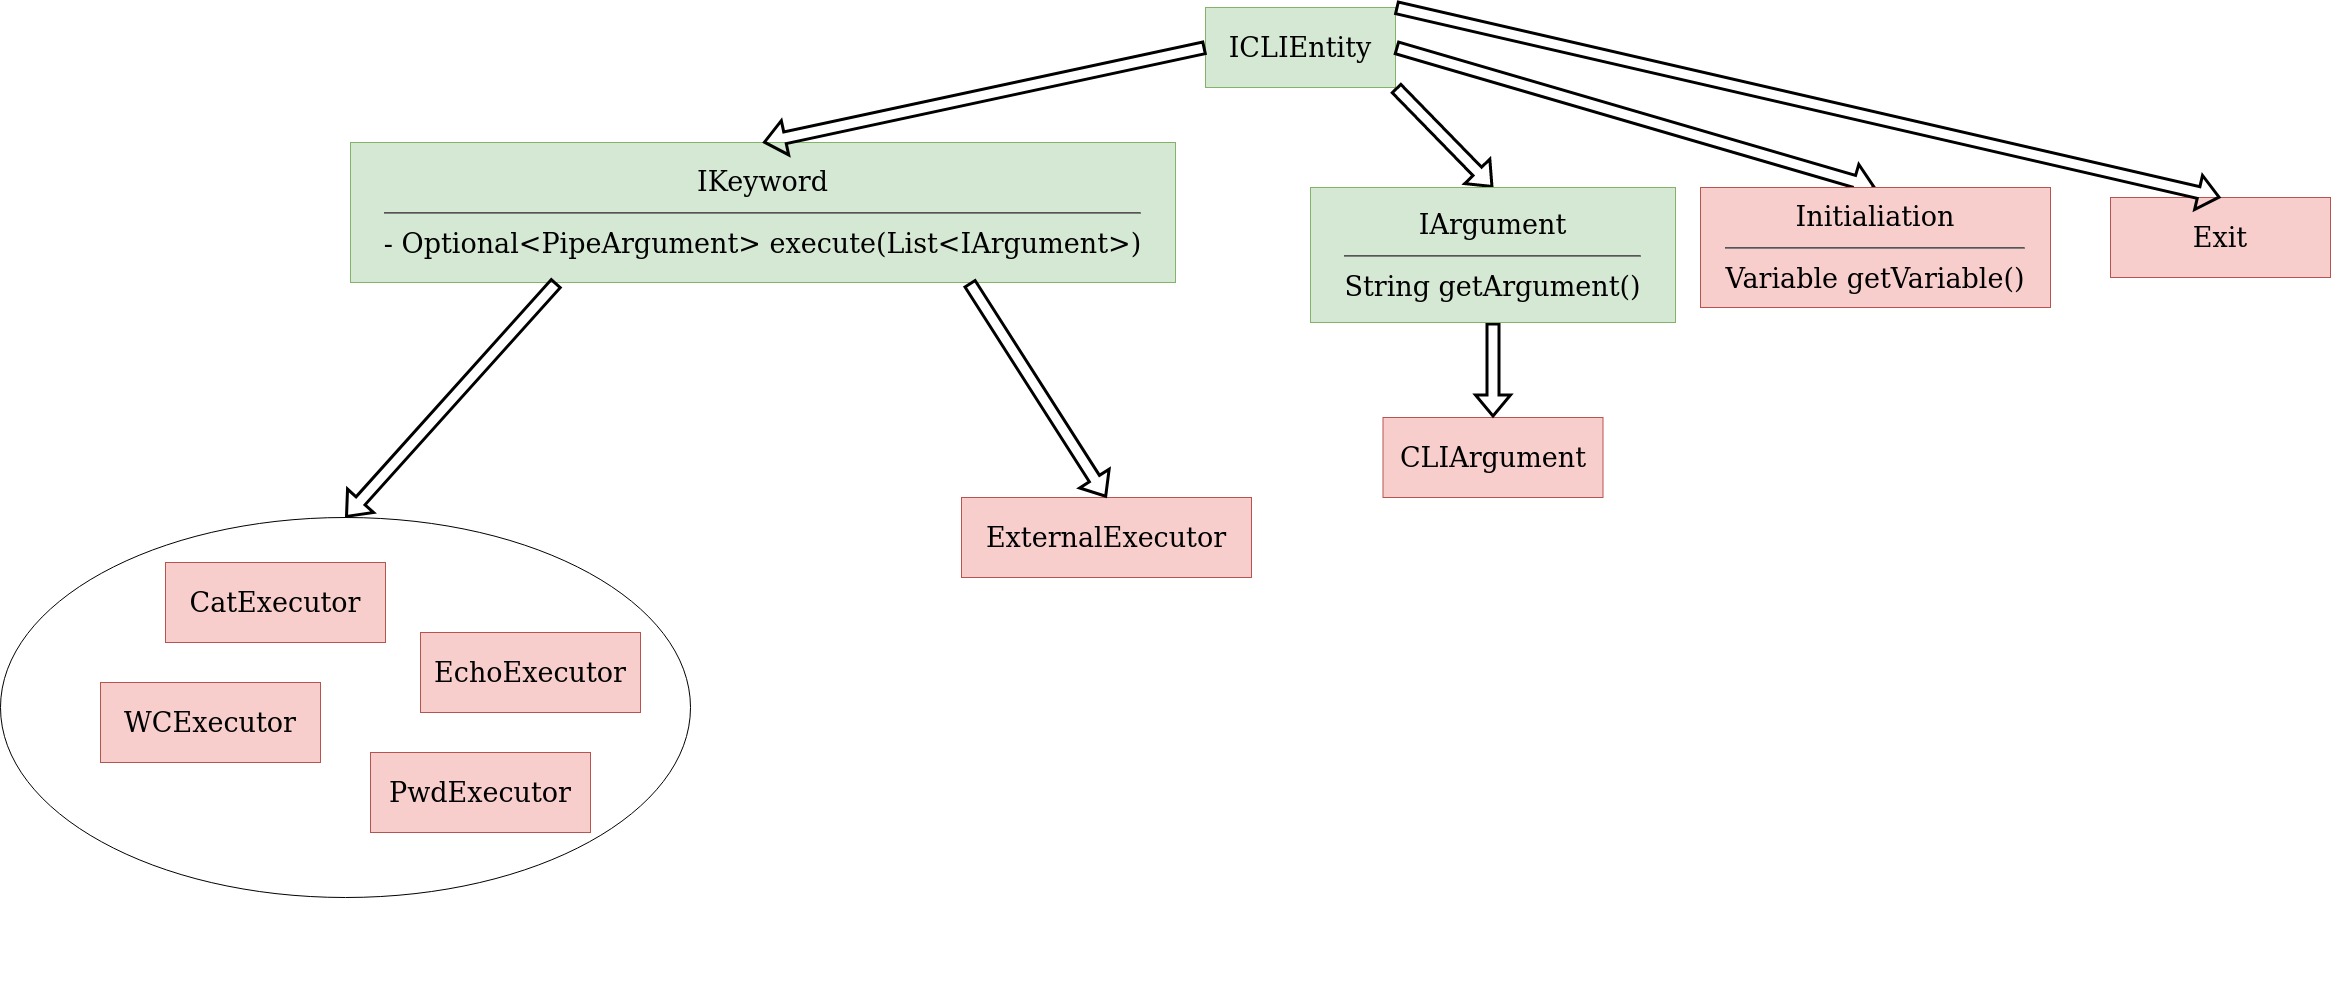 ICLIEntity
IKeyword
- Optional<PipeArgument> execute(List<IArgument>)
IArgument
String getArgument()
Initialiation
Variable getVariable()
Exit
CLIArgument
ExternalExecutor
CatExecutor
EchoExecutor
WCExecutor
PwdExecutor